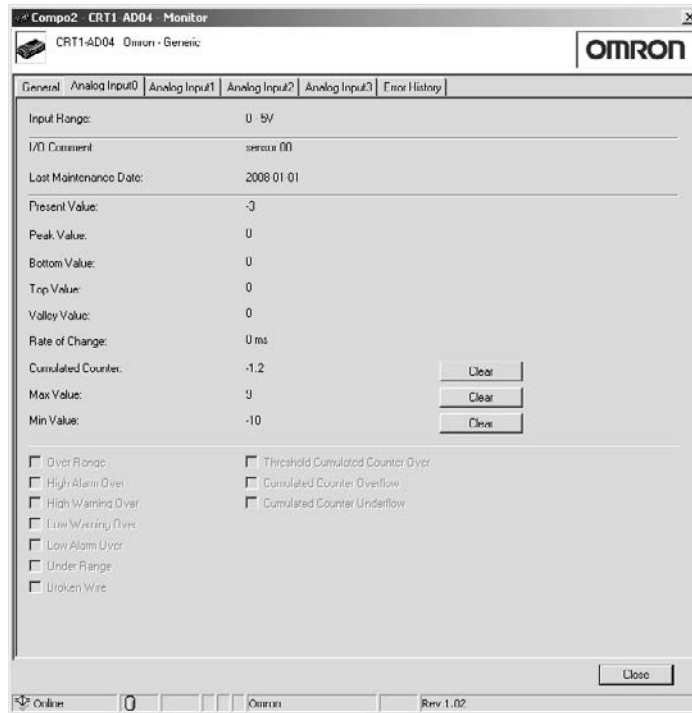 Compo2 - CRT1-AD04 - Monitor
CRT1-AD04 Omron - Generic
OMRON
General Analog Input0 Analog Input1 Analog Input2 Analog Input3 Error History
Input Range: 0 - 5V
I/O Comment: sensor 00
Last Maintenance Date: 2008-01-01
Present Value: -3
Peak Value: 0
Bottom Value: 0
Top Value: 0
Valley Value: 0
Rate of Change: 0 ms
Cumulated Counter: -1.2 Clear
Max Value: 9 Clear
Min Value: -10 Clear
Over Range Threshold Cumulated Counter Over
High Alarm Over Cumulated Counter Overflow
High Warning Over Cumulated Counter Underflow
Low Warning Over
Low Alarm Over
Under Range
Broken Wire
Close
Online Omron Rev 1.02